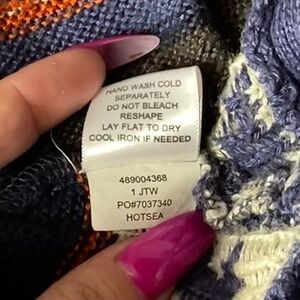 HAND WASH COLD
SEPARATELY
DO NOT BLEACH
RESHAPE
LAY FLAT TO DRY
COOL IRON IF NEEDED
489004368
1 JTW
PO#7037340
HOTSEA